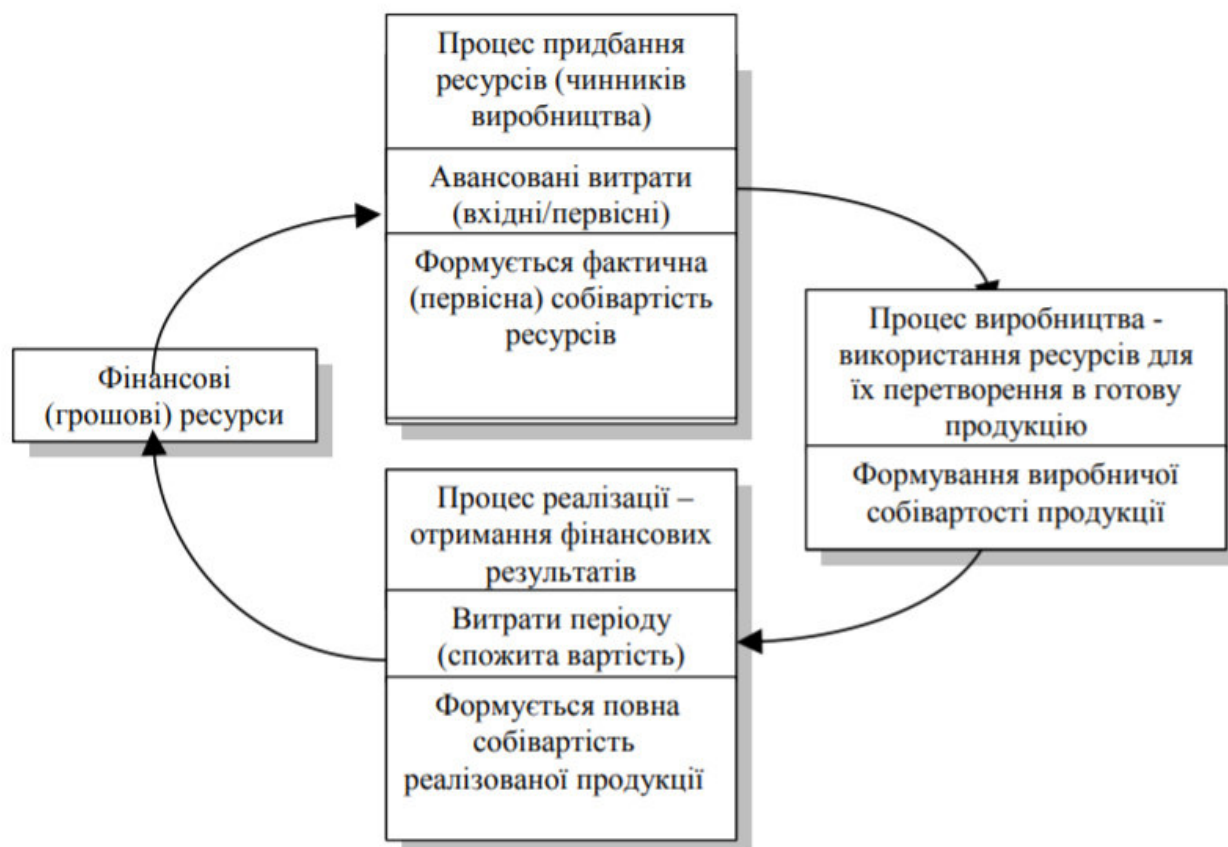 Процес придбання
ресурсів (чинників
виробництва)
Авансовані витрати
(вхідні/первісні)
Формується фактична
(первісна) собівартість
ресурсів
Фінансові
(грошові) ресурси
Процес виробництва -
використання ресурсів для
їх перетворення в готову
продукцію
Формування виробничої
собівартості продукції
Процес реалізації –
отримання фінансових
результатів
Витрати періоду
(спожита вартість)
Формується повна
собівартість
реалізованої продукції